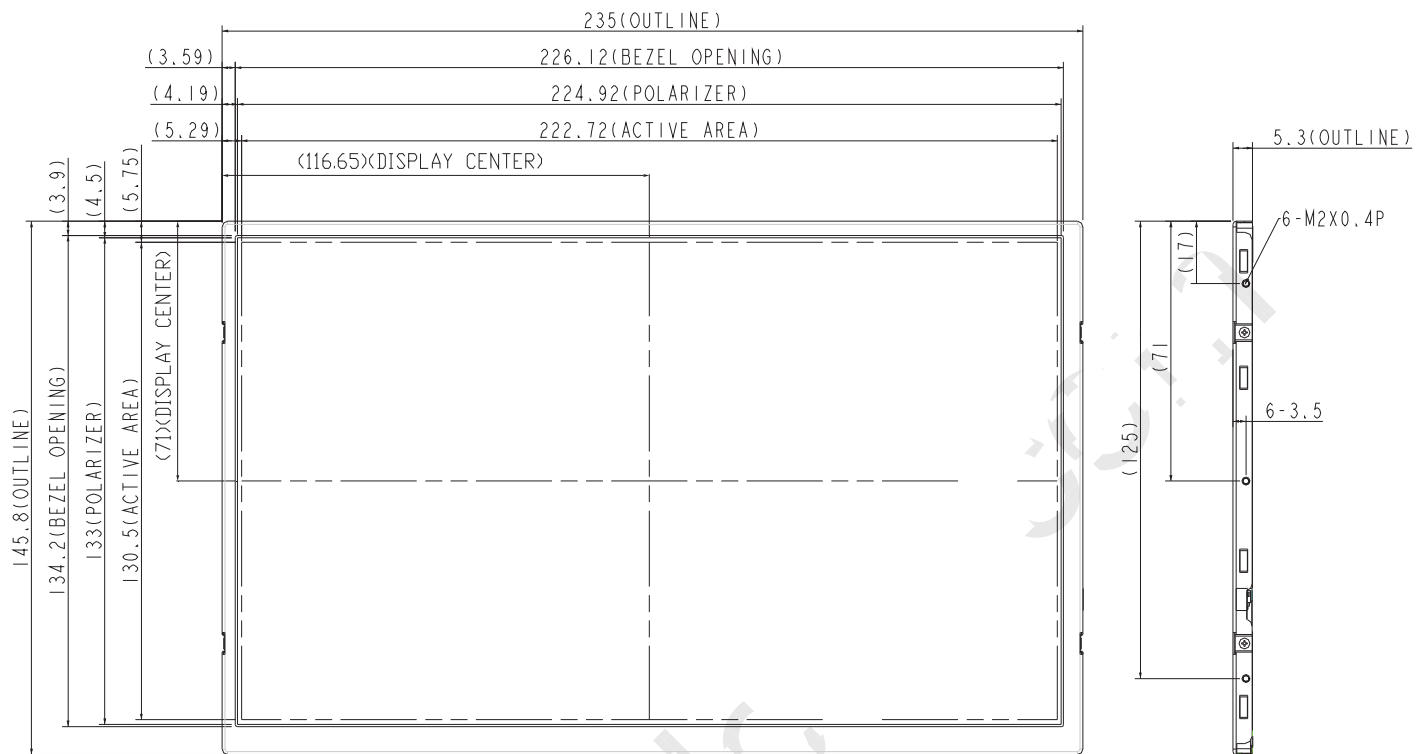 235(OUTLINE)
(3.59)
226.12(BEZEL OPENING)
(4.19)
224.92(POLARIZER)
(5.29)
222.72(ACTIVE AREA)
(116.65)(DISPLAY CENTER)
5.3(OUTLINE)
(3.9)
(4.5)
(5.75)
6-M2X0.4P
(17)
(71)(DISPLAY CENTER)
(71
6-3.5
(125)
145.8(OUTLINE)
134.2(BEZEL OPENING)
133(POLARIZER)
130.5(ACTIVE AREA)